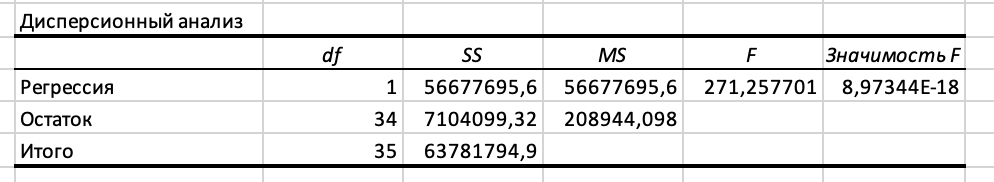 Дисперсионный анализ
df SS MS F Значимость F
Регрессия 1 56677695,6 56677695,6 271,257701 8,97344E-18
Остаток 34 7104099,32 208944,098
Итого 35 63781794,9